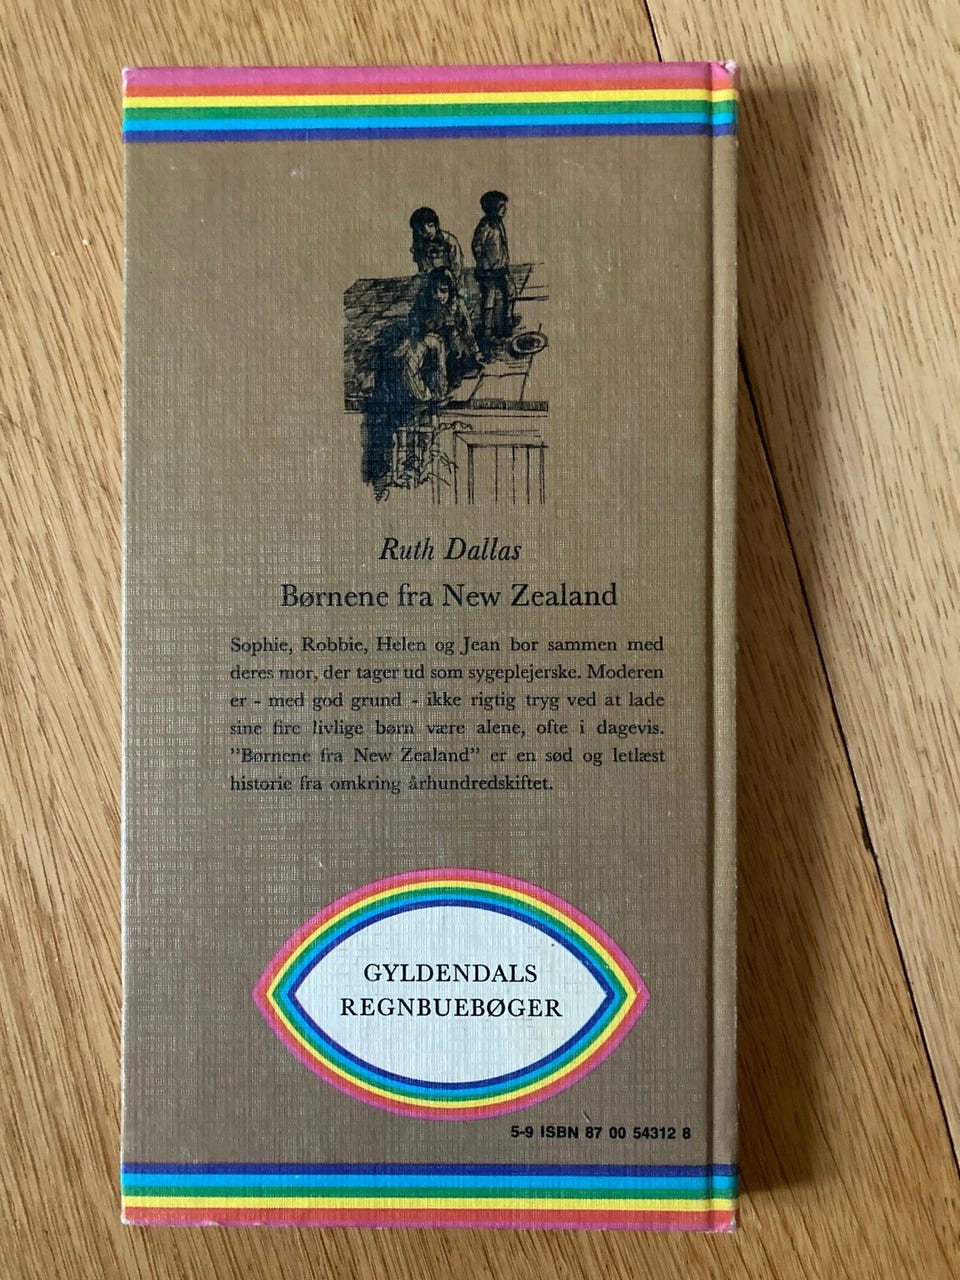 Ruth Dallas
Børnene fra New Zealand
Sophie, Robbie, Helen og Jean bor sammen med
deres mor, der tager ud som sygeplejerske. Moderen
er - med god grund - ikke rigtig tryg ved at lade
sine fire livlige børn være alene, ofte i dagevis.
”Børnene fra New Zealand” er en sød og letlæst
historie fra omkring århundredskiftet.
GYLDENDALS
REGNBUEBØGER
5-9 ISBN 87 00 54312 8